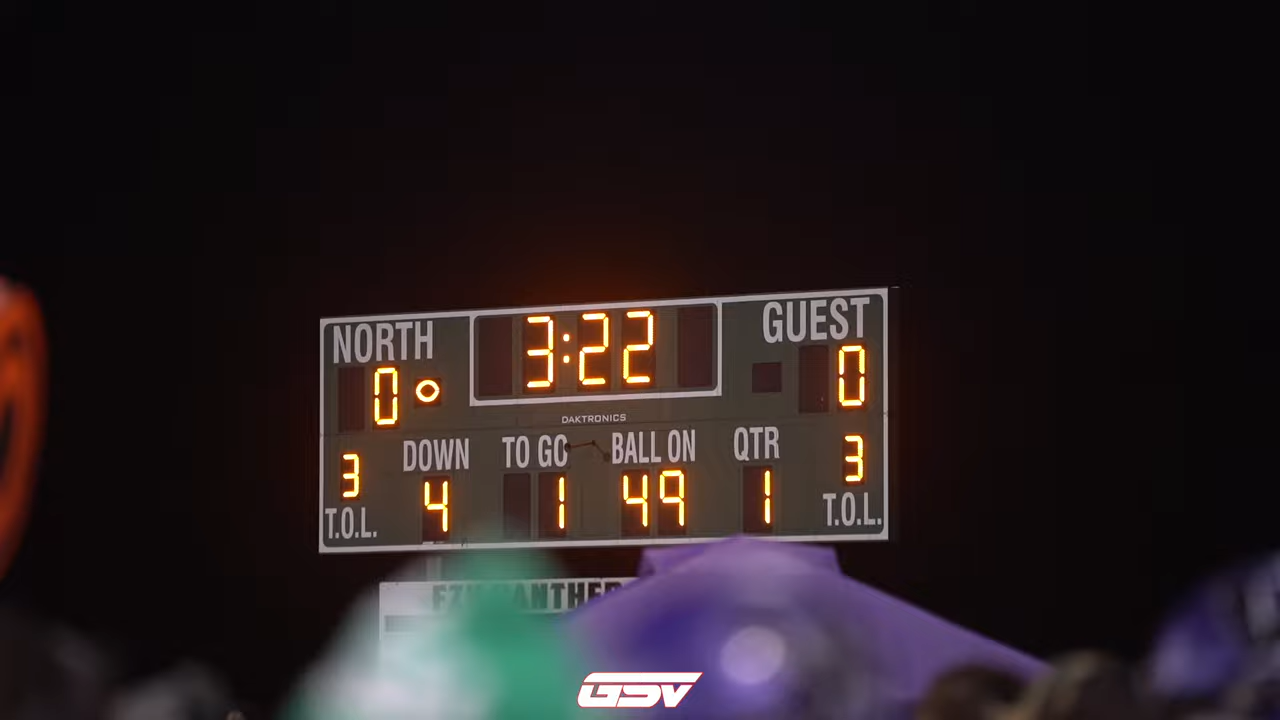 NORTH 3:22 GUEST
0 0
DAKTRONICS
DOWN TO GO BALL ON QTR
3 4 1 49 1 3
T.O.L. T.O.L.
GSV